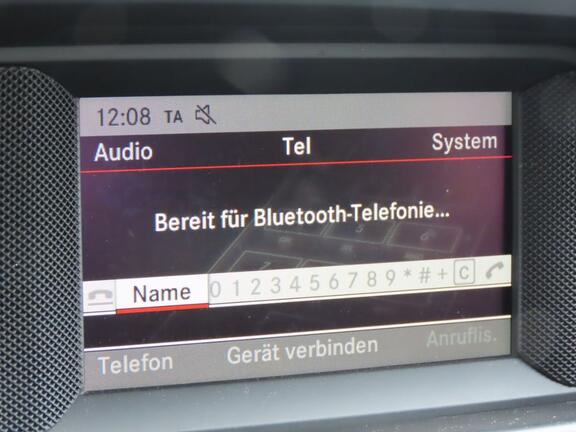 12:08 TA
Audio Tel System
Bereit für Bluetooth-Telefonie...
Name 0 1 2 3 4 5 6 7 8 9 * # + C
Telefon Gerät verbinden Anruflis.